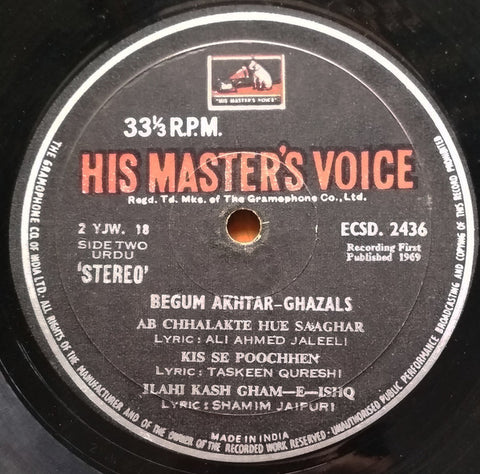 "HIS MASTER'S VOICE"
33⅓ R.P.M.
HIS MASTER'S VOICE
Regd. Td. Mks. of The Gramophone Co., Ltd.
2 YJW. 18
SIDE TWO
URDU
'STEREO'
ECSD. 2436
Recording First
Published 1969
BEGUM AKHTAR-GHAZALS
AB CHHALAKTE HUE SAAGHAR
LYRIC: ALI AHMED JALEELI
KIS SE POOCHHEN
LYRIC: TASKEEN QURESHI
ILAHI KASH GHAM-E-ISHQ
LYRIC: SHAMIM JAIPURI
MADE IN INDIA
THE GRAMOPHONE CO. OF INDIA LTD. ALL RIGHTS OF THE MANUFACTURER AND OF THE OWNER OF THE RECORDED WORK RESERVED. UNAUTHORISED PUBLIC PERFORMANCE BROADCASTING AND COPYING OF THIS RECORD PROHIBITED